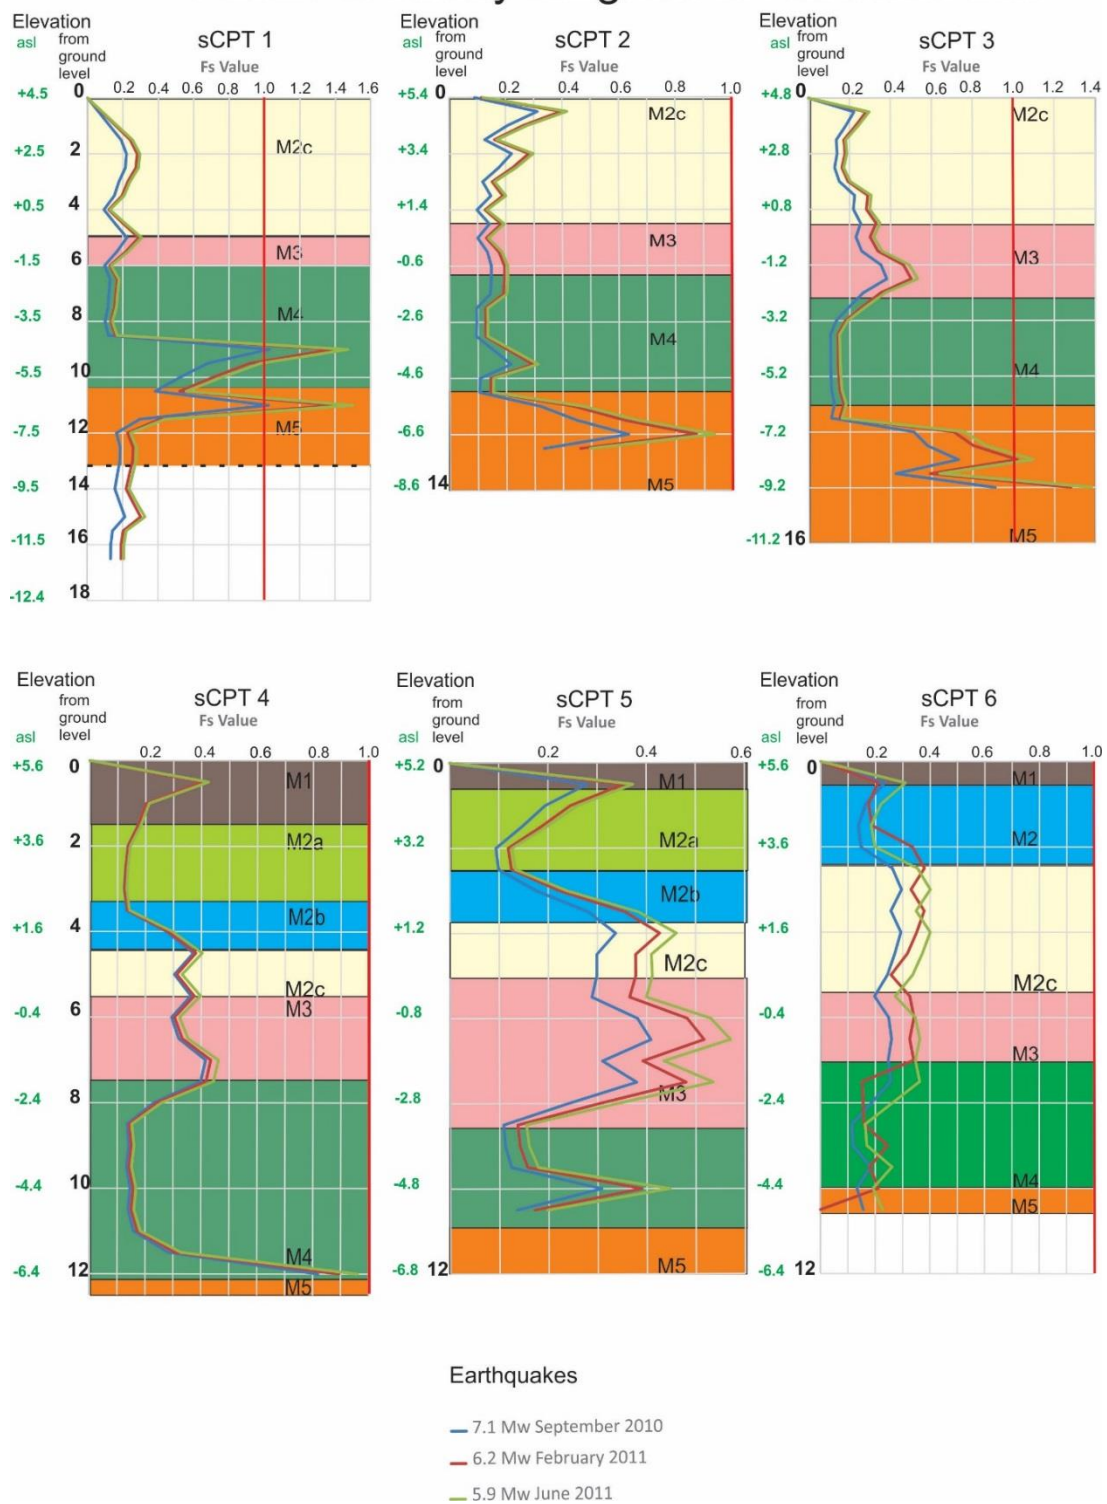 Elevation
asl
from
ground
level
sCPT 1
Fs Value
0 0.2 0.4 0.6 0.8 1.0 1.2 1.4 1.6
+4.5
+2.5 2
+0.5 4
-1.5 6
-3.5 8
-5.5 10
-7.5 12
-9.5 14
-11.5 16
-12.4 18
M2c
M3
M4
M5
Elevation
asl
from
ground
level
sCPT 2
Fs Value
0 0.2 0.4 0.6 0.8 1.0
+5.4
+3.4
+1.4
-0.6
-2.6
-4.6
-6.6
-8.6 14
M2c
M3
M4
M5
Elevation
asl
from
ground
level
sCPT 3
Fs Value
0 0.2 0.4 0.6 0.8 1.0 1.2 1.4
+4.8
+2.8
+0.8
-1.2
-3.2
-5.2
-7.2
-9.2
-11.2 16
M2c
M3
M4
M5
Elevation
asl
from
ground
level
sCPT 4
Fs Value
0 0.2 0.4 0.6 0.8 1.0
+5.6
+3.6 2
+1.6 4
-0.4 6
-2.4 8
-4.4 10
-6.4 12
M1
M2a
M2b
M2c
M3
M4
M5
Elevation
asl
from
ground
level
sCPT 5
Fs Value
0 0.2 0.4 0.6
+5.2
+3.2
+1.2
-0.8
-2.8
-4.8
-6.8 12
M1
M2a
M2b
M2c
M3
M5
Elevation
asl
from
ground
level
sCPT 6
Fs Value
0 0.2 0.4 0.6 0.8 1.0
+5.6
+3.6
+1.6
-0.4
-2.4
-4.4
-6.4 12
M1
M2
M2c
M3
M4
M5
Earthquakes
7.1 Mw September 2010
6.2 Mw February 2011
5.9 Mw June 2011